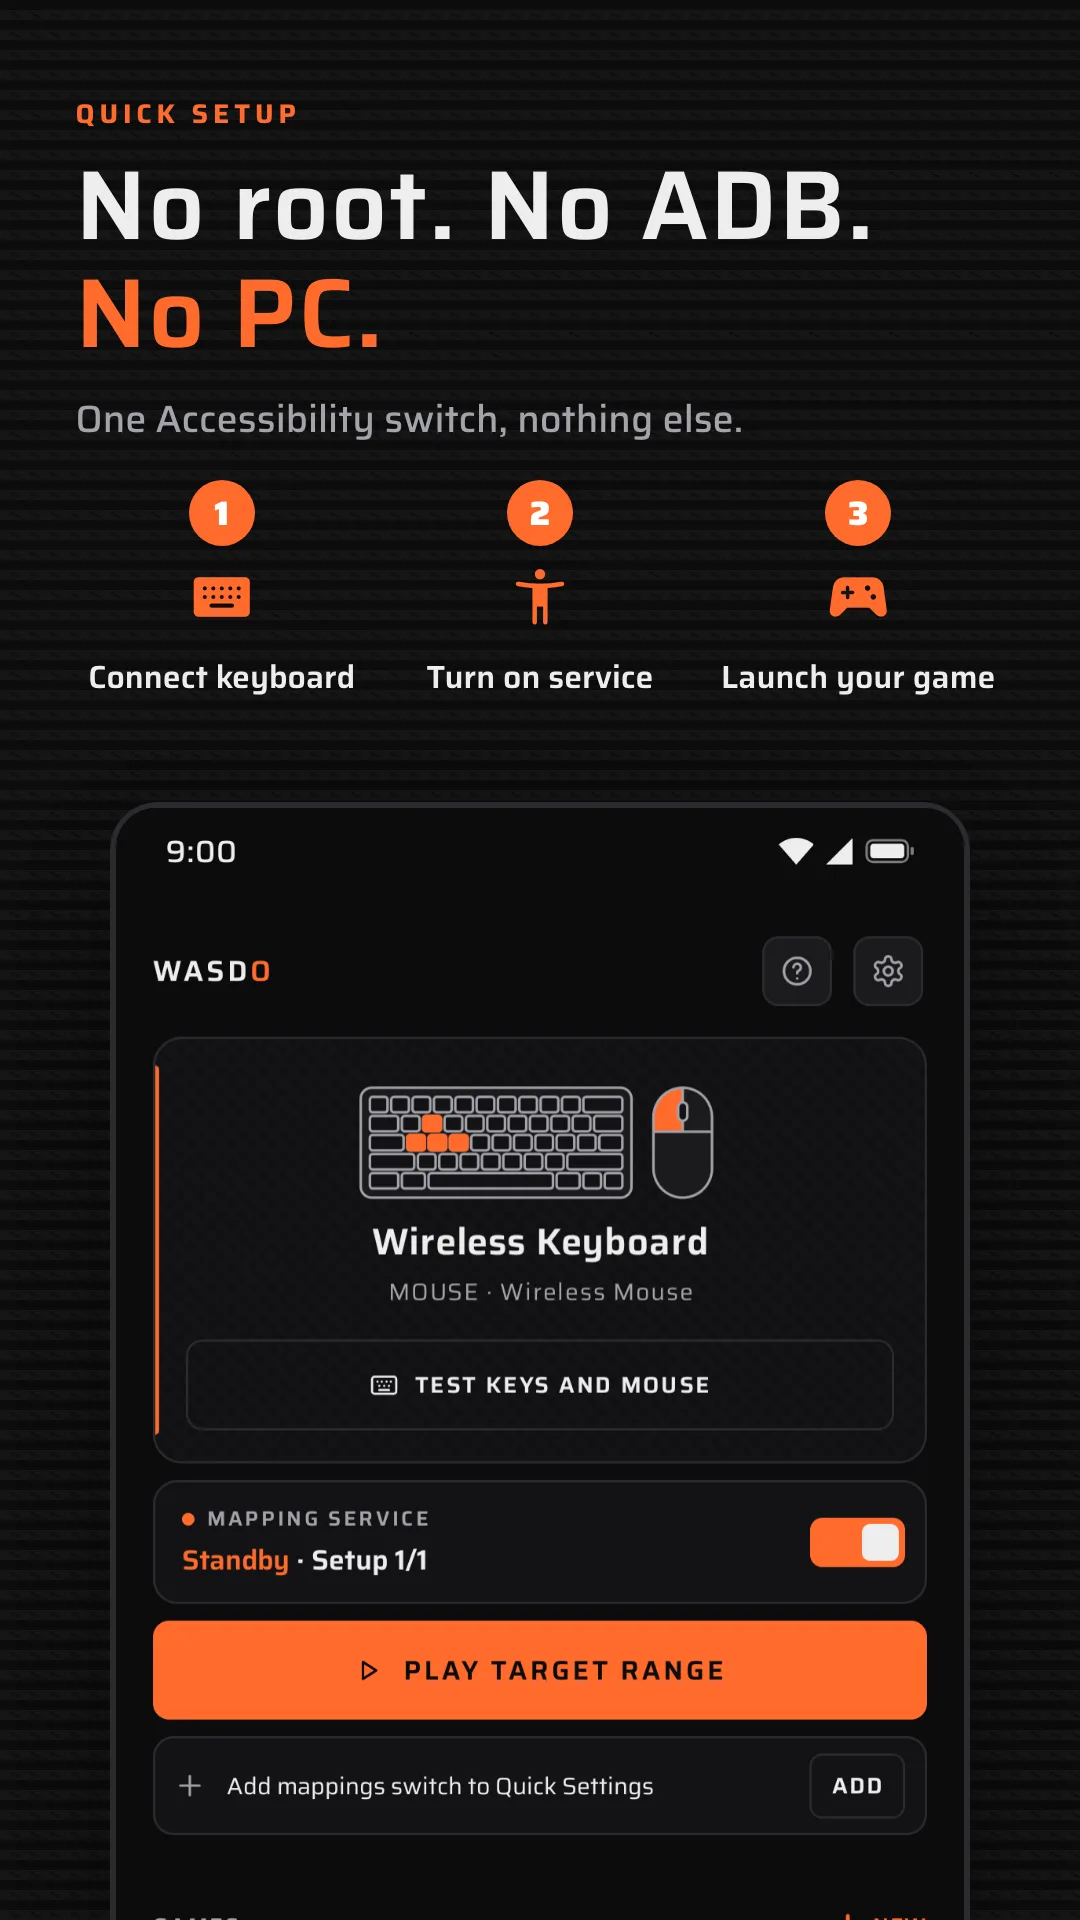 QUICK SETUP
No root. No ADB.
No PC.
One Accessibility switch, nothing else.
1 2 3
Connect keyboard Turn on service Launch your game
9:00
WASDO
Wireless Keyboard
MOUSE · Wireless Mouse
TEST KEYS AND MOUSE
MAPPING SERVICE
Standby · Setup 1/1
PLAY TARGET RANGE
Add mappings switch to Quick Settings ADD